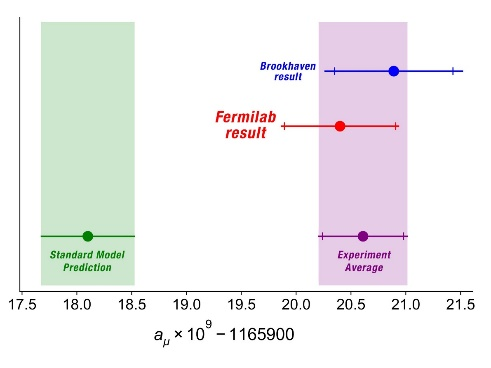 Brookhaven
result
Fermilab
result
Standard Model
Prediction
Experiment
Average
17.5 18.0 18.5 19.0 19.5 20.0 20.5 21.0 21.5
aμ × 10⁹ − 1165900